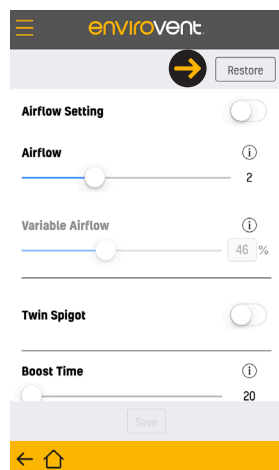 envirovent
Restore
Airflow Setting
Airflow
2
Variable Airflow
46 %
Twin Spigot
Boost Time
20
Save